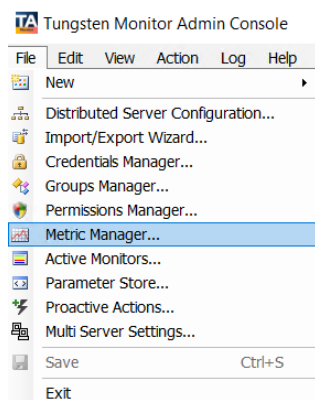 TA Tungsten Monitor Admin Console
File Edit View Action Log Help
New
Distributed Server Configuration...
Import/Export Wizard...
Credentials Manager...
Groups Manager...
Permissions Manager...
Metric Manager...
Active Monitors...
Parameter Store...
Proactive Actions...
Multi Server Settings...
Save Ctrl+S
Exit